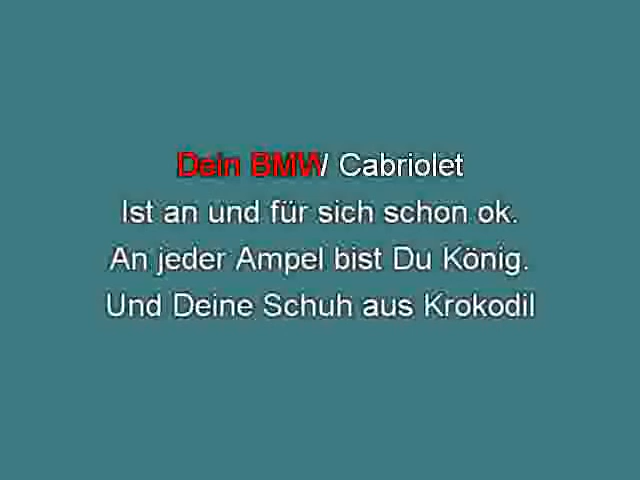 Dein BMW Cabriolet
Ist an und für sich schon ok.
An jeder Ampel bist Du König.
Und Deine Schuh aus Krokodil